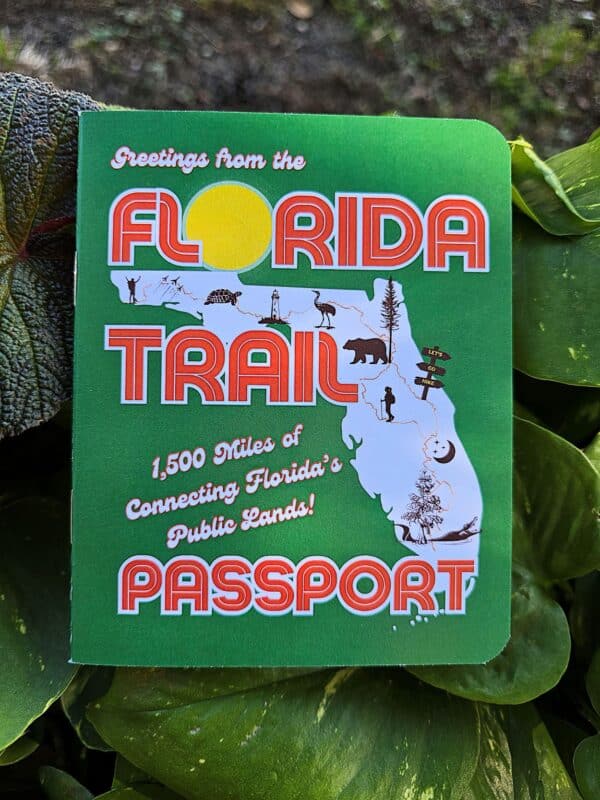 Greetings from the
FLORIDA
TRAIL
LET'S
GO
HIKE
1,500 Miles of
Connecting Florida's
Public Lands!
PASSPORT